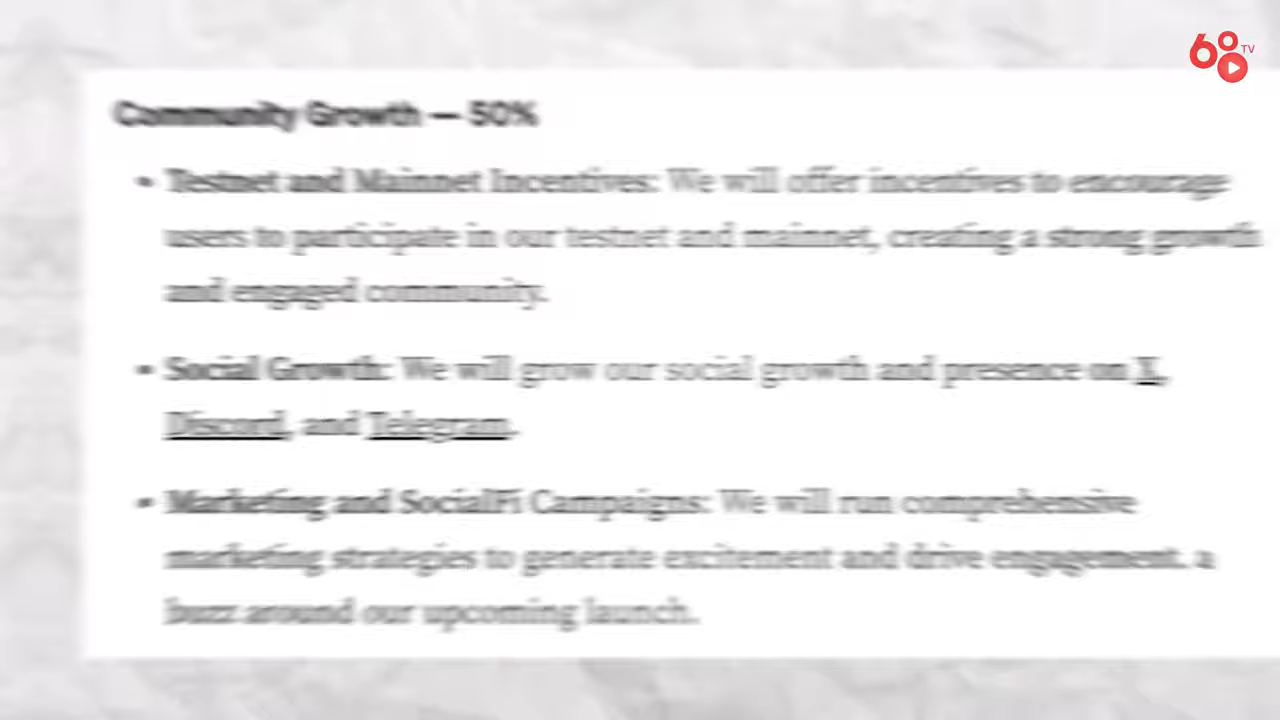 68
TV
Community Growth — 50%
• Testnet and Mainnet Incentives: We will offer incentives to encourage
users to participate in our testnet and mainnet, creating a strong growth
and engaged community.
• Social Growth: We will grow our social growth and presence on X,
Discord, and Telegram.
• Marketing and SocialFi Campaigns: We will run comprehensive
marketing strategies to generate excitement and drive engagement. a
buzz around our upcoming launch.